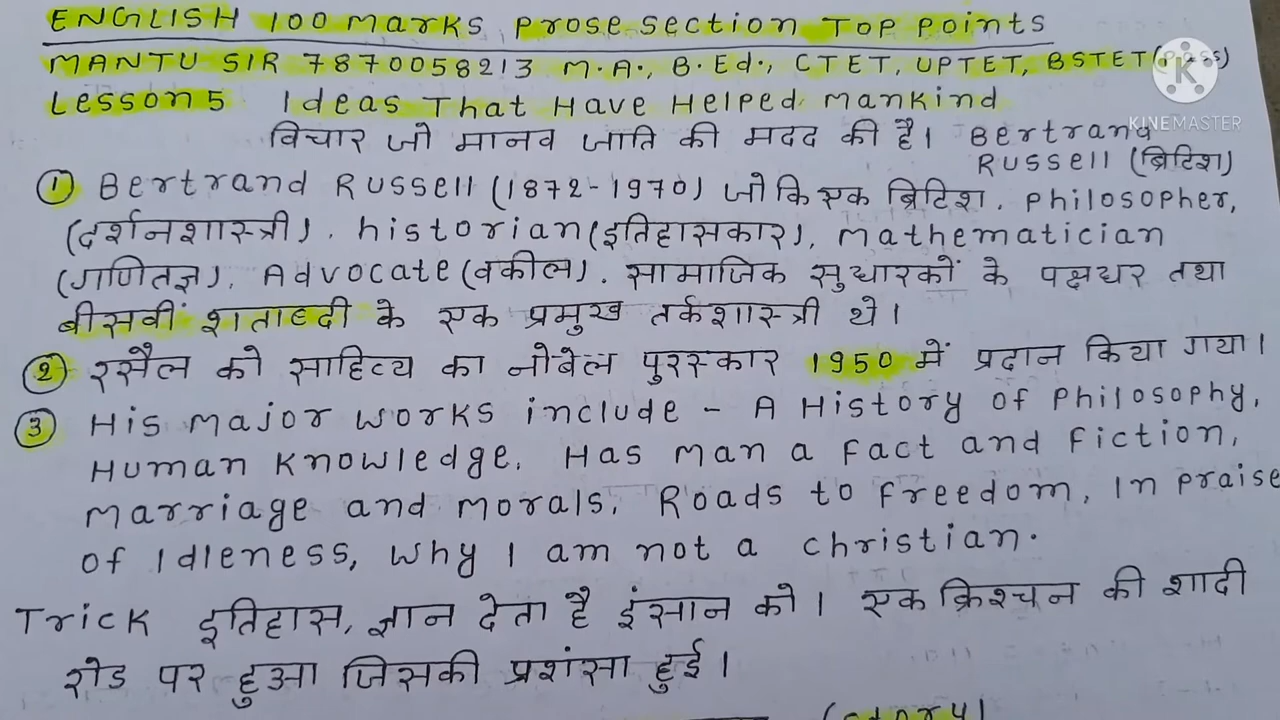 ENGLISH 100 Marks Prose section Top Points
MANTU SIR 7870058213 M.A., B.Ed., CTET, UPTET, BSTET(Pass)
Lesson 5 Ideas That Have Helped Mankind
विचार जो मानव जाति की मदद की है। Bertrand
Russell (ब्रिटिश)
① Bertrand Russell (1872-1970) जो कि एक ब्रिटिश, Philosopher,
(दर्शनशास्त्री), historian (इतिहासकार), Mathematician
(गणितज्ञ), Advocate (वकील), सामाजिक सुधारकों के पक्षधर तथा
बीसवीं शताब्दी के एक प्रमुख तर्कशास्त्री थे।
② रसैल को साहित्य का नोबेल पुरस्कार 1950 में प्रदान किया गया।
③ His major works include - A History of Philosophy,
Human Knowledge, Has man a Fact and Fiction,
Marriage and Morals, Roads to Freedom, In praise
of Idleness, Why I am not a christian.
Trick इतिहास, ज्ञान देता है इंसान को। एक क्रिश्चन की शादी
रोड पर हुआ जिसकी प्रशंसा हुई।
(story)
K
KINEMASTER